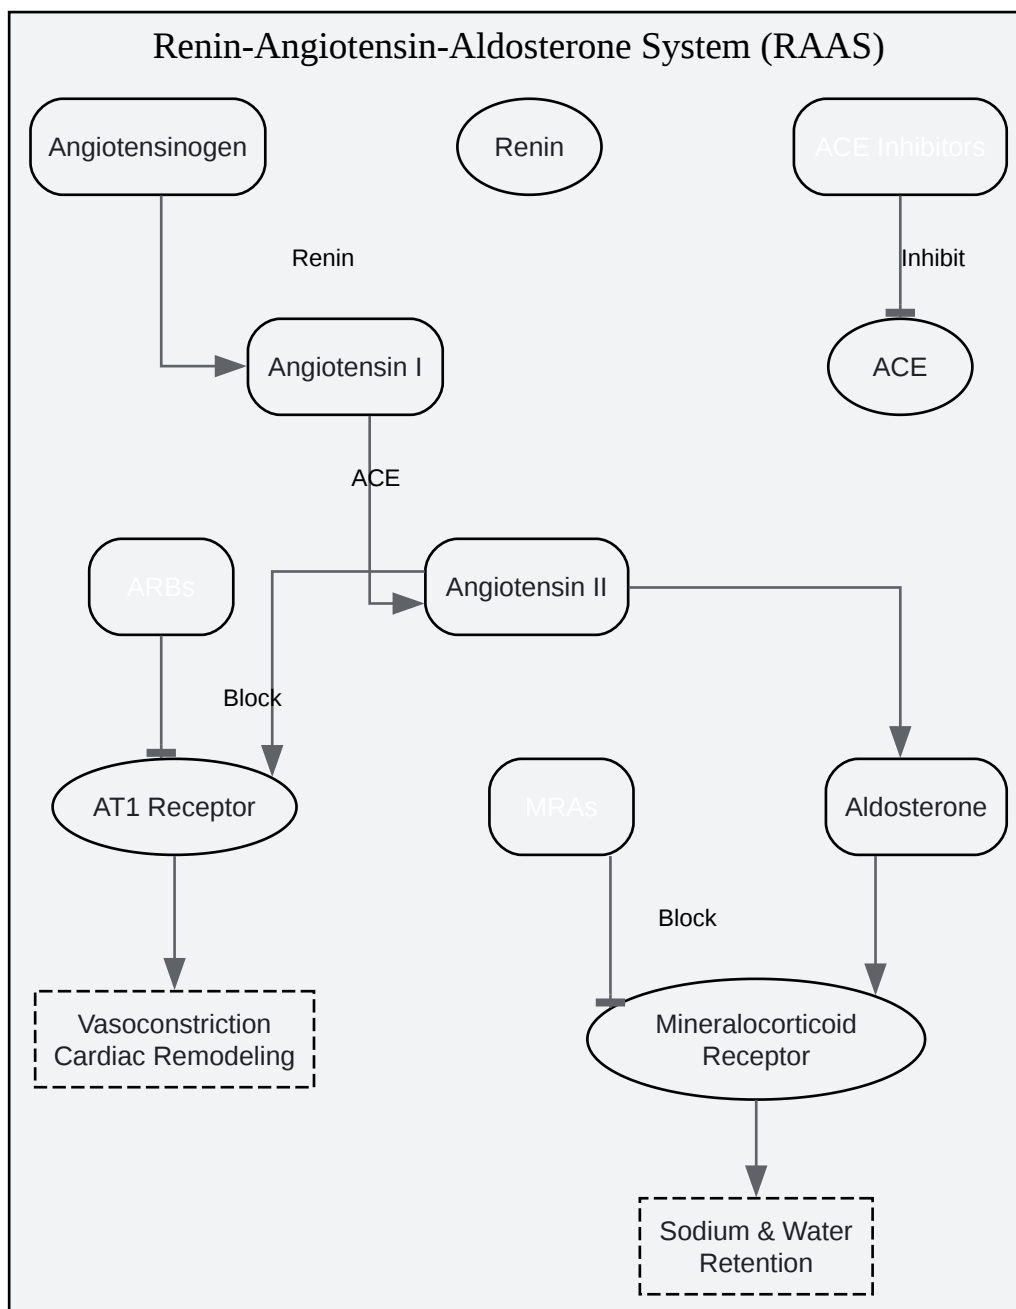 Renin-Angiotensin-Aldosterone System (RAAS)
Angiotensinogen
Renin
ACE Inhibitors
Renin
Inhibit
Angiotensin I
ACE
ACE
ARBs
Angiotensin II
Block
AT1 Receptor
MRAs
Aldosterone
Block
Vasoconstriction
Cardiac Remodeling
Mineralocorticoid
Receptor
Sodium & Water
Retention